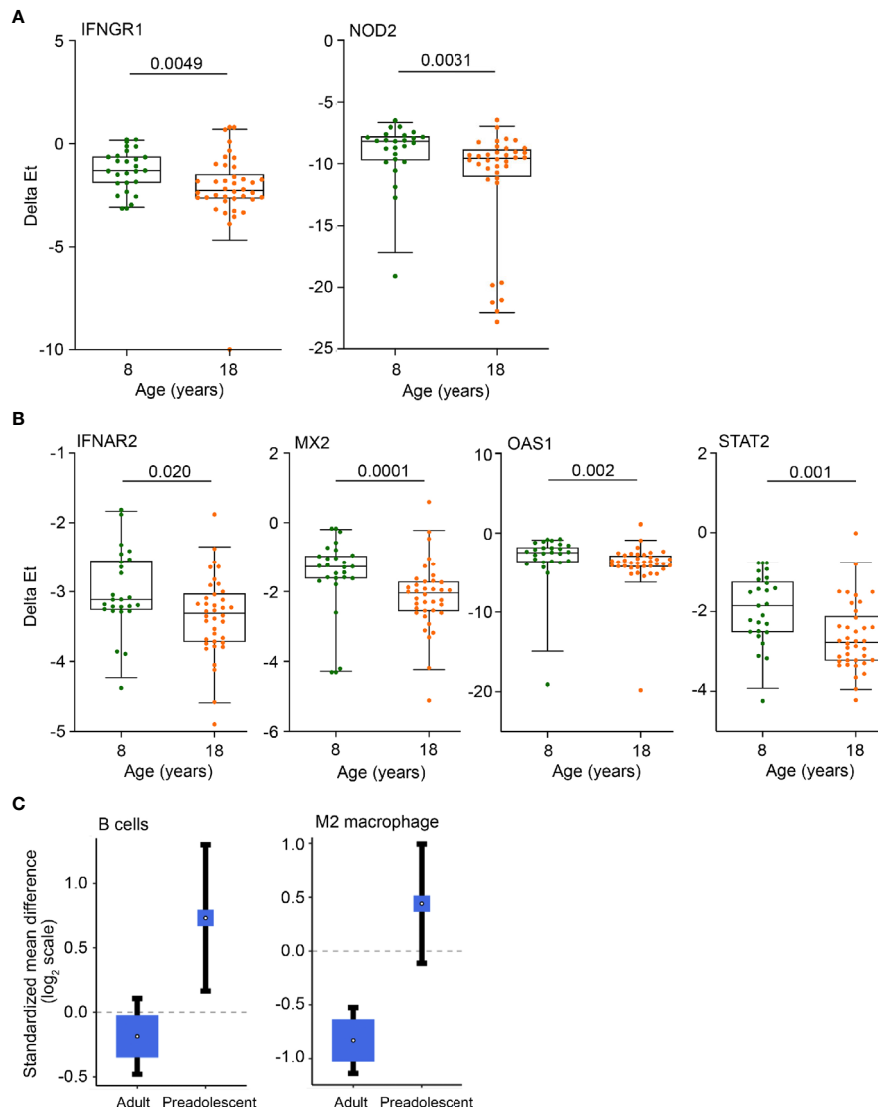 A
IFNGR1
NOD2
0.0049
0.0031
5
0
-5
-10
0
-5
-10
-15
-20
-25
Delta Et
8
18
8
18
Age (years)
Age (years)
B
IFNAR2
MX2
OAS1
STAT2
0.020
0.0001
0.002
0.001
-1
-2
-3
-4
-5
2
0
-2
-4
-6
10
0
-10
-20
2
0
-2
-4
Delta Et
8
18
8
18
8
18
8
18
Age (years)
Age (years)
Age (years)
Age (years)
C
B cells
M2 macrophage
1.0
0.5
0.0
-0.5
1.0
0.5
0.0
-0.5
-1.0
Standardized mean difference
(log₂ scale)
Adult
Preadolescent
Adult
Preadolescent